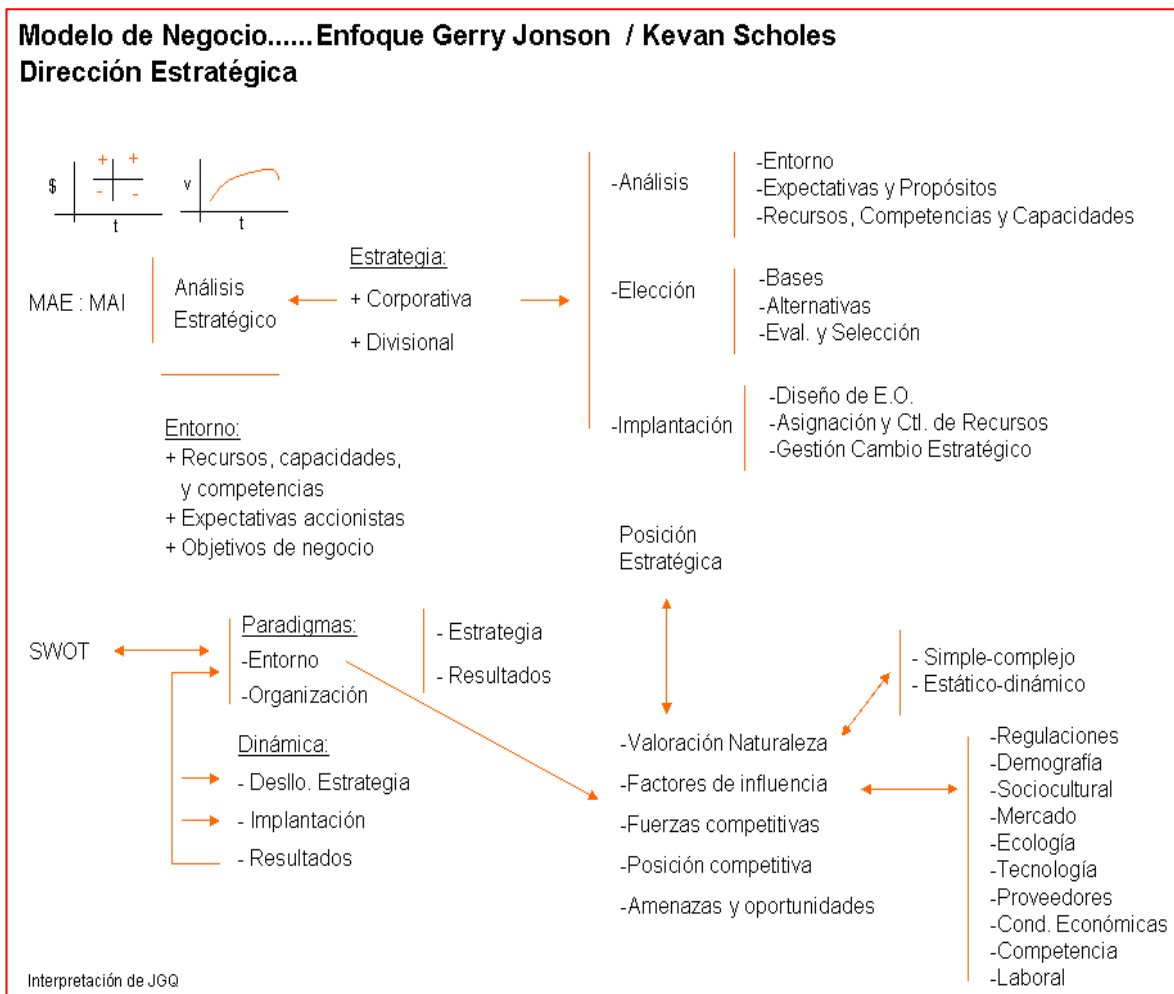 Modelo de Negocio......Enfoque Gerry Jonson / Kevan Scholes
Dirección Estratégica
$
+ +
- -
t
v
t
MAE : MAI
Análisis
Estratégico
Estrategia:
+ Corporativa
+ Divisional
-Análisis
-Entorno
-Expectativas y Propósitos
-Recursos, Competencias y Capacidades
-Elección
-Bases
-Alternativas
-Eval. y Selección
-Implantación
-Diseño de E.O.
-Asignación y Ctl. de Recursos
-Gestión Cambio Estratégico
Entorno:
+ Recursos, capacidades,
y competencias
+ Expectativas accionistas
+ Objetivos de negocio
Posición
Estratégica
SWOT
Paradigmas:
-Entorno
-Organización
- Estrategia
- Resultados
Dinámica:
- Desllo. Estrategia
- Implantación
- Resultados
-Valoración Naturaleza
-Factores de influencia
-Fuerzas competitivas
-Posición competitiva
-Amenazas y oportunidades
- Simple-complejo
- Estático-dinámico
-Regulaciones
-Demografía
-Sociocultural
-Mercado
-Ecología
-Tecnología
-Proveedores
-Cond. Económicas
-Competencia
-Laboral
Interpretación de JGQ